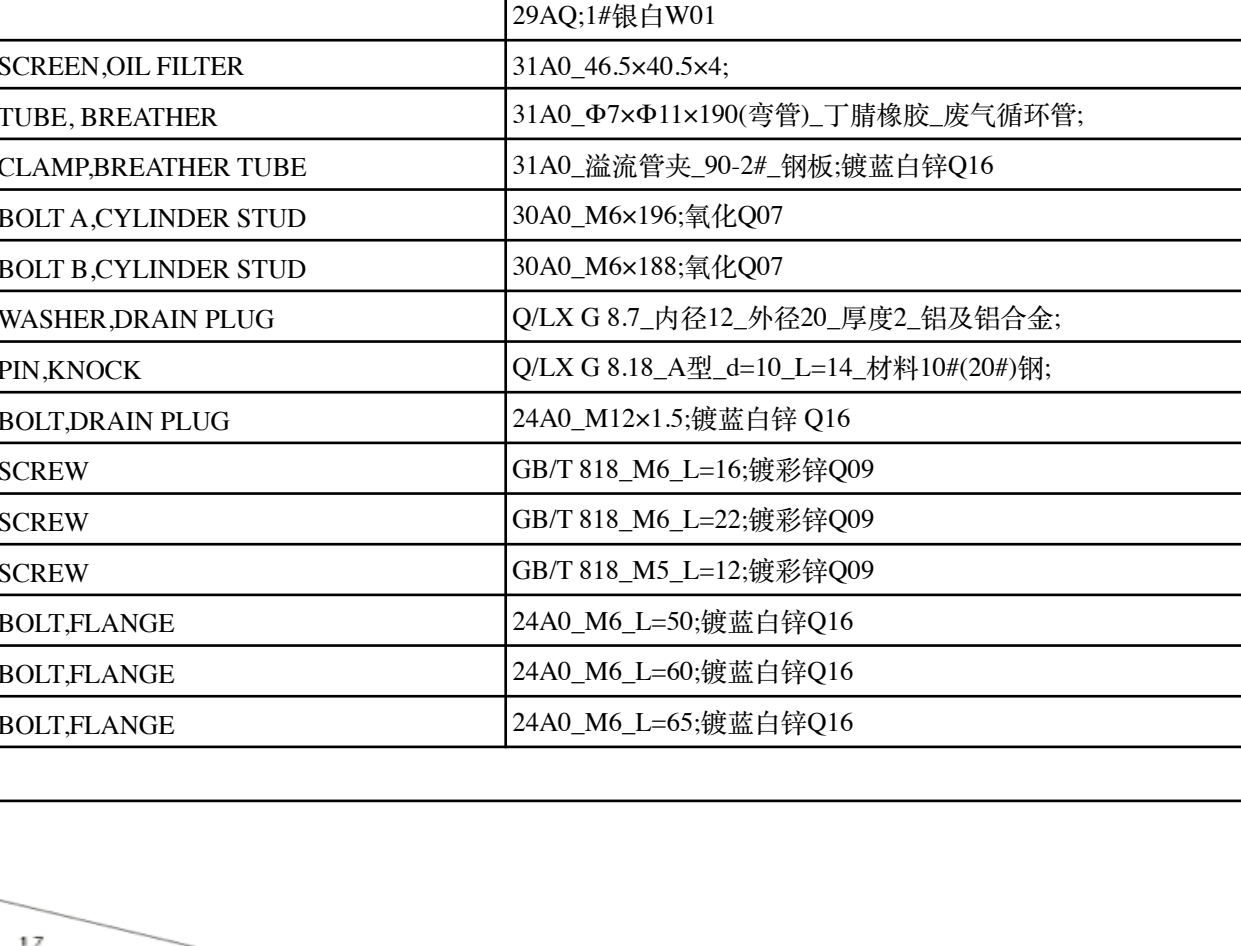 29AQ;1#银白W01
SCREEN,OIL FILTER 31A0_46.5×40.5×4;
TUBE, BREATHER 31A0_Φ7×Φ11×190(弯管)_丁腈橡胶_废气循环管;
CLAMP,BREATHER TUBE 31A0_溢流管夹_90-2#_钢板;镀蓝白锌Q16
BOLT A,CYLINDER STUD 30A0_M6×196;氧化Q07
BOLT B,CYLINDER STUD 30A0_M6×188;氧化Q07
WASHER,DRAIN PLUG Q/LX G 8.7_内径12_外径20_厚度2_铝及铝合金;
PIN,KNOCK Q/LX G 8.18_A型_d=10_L=14_材料10#(20#)钢;
BOLT,DRAIN PLUG 24A0_M12×1.5;镀蓝白锌 Q16
SCREW GB/T 818_M6_L=16;镀彩锌Q09
SCREW GB/T 818_M6_L=22;镀彩锌Q09
SCREW GB/T 818_M5_L=12;镀彩锌Q09
BOLT,FLANGE 24A0_M6_L=50;镀蓝白锌Q16
BOLT,FLANGE 24A0_M6_L=60;镀蓝白锌Q16
BOLT,FLANGE 24A0_M6_L=65;镀蓝白锌Q16
17